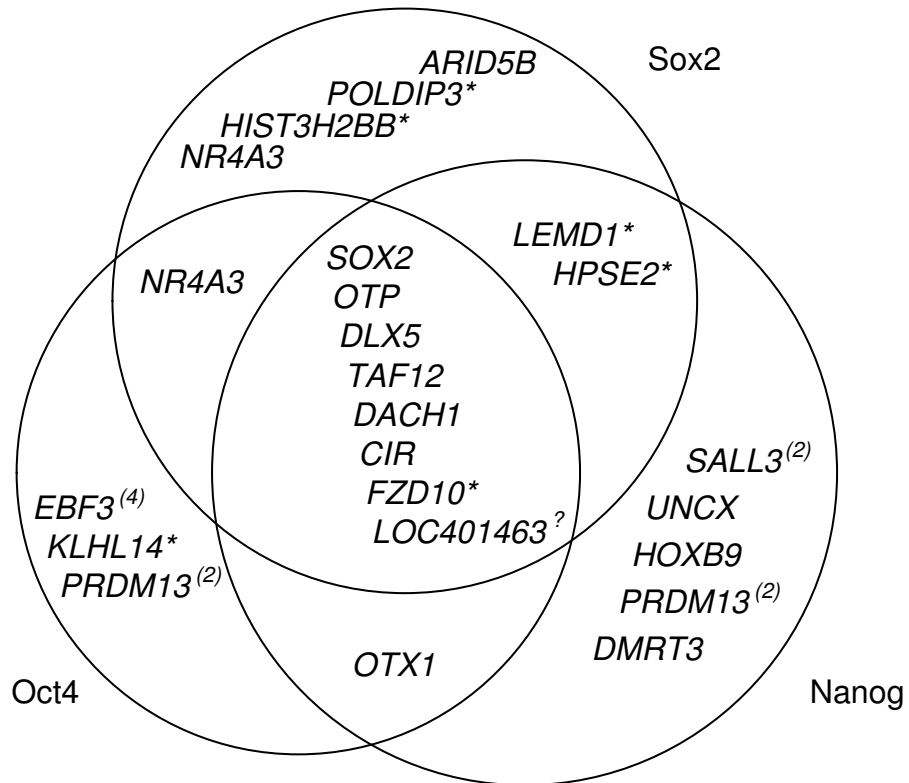 ARID5B
Sox2
POLDIP3*
HIST3H2BB*
NR4A3
LEMD1*
HPSE2*
NR4A3
SOX2
OTP
DLX5
TAF12
DACH1
CIR
FZD10*
LOC401463?
SALL3(2)
UNCX
HOXB9
PRDM13(2)
DMRT3
EBF3(4)
KLHL14*
PRDM13(2)
OTX1
Oct4
Nanog